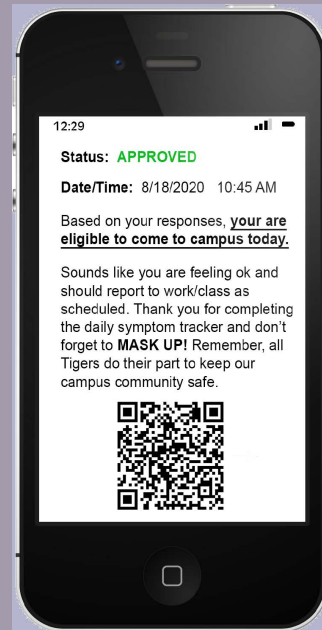 12:29
Status: APPROVED
Date/Time: 8/18/2020 10:45 AM
Based on your responses, your are
eligible to come to campus today.
Sounds like you are feeling ok and
should report to work/class as
scheduled. Thank you for completing
the daily symptom tracker and don't
forget to MASK UP! Remember, all
Tigers do their part to keep our
campus community safe.